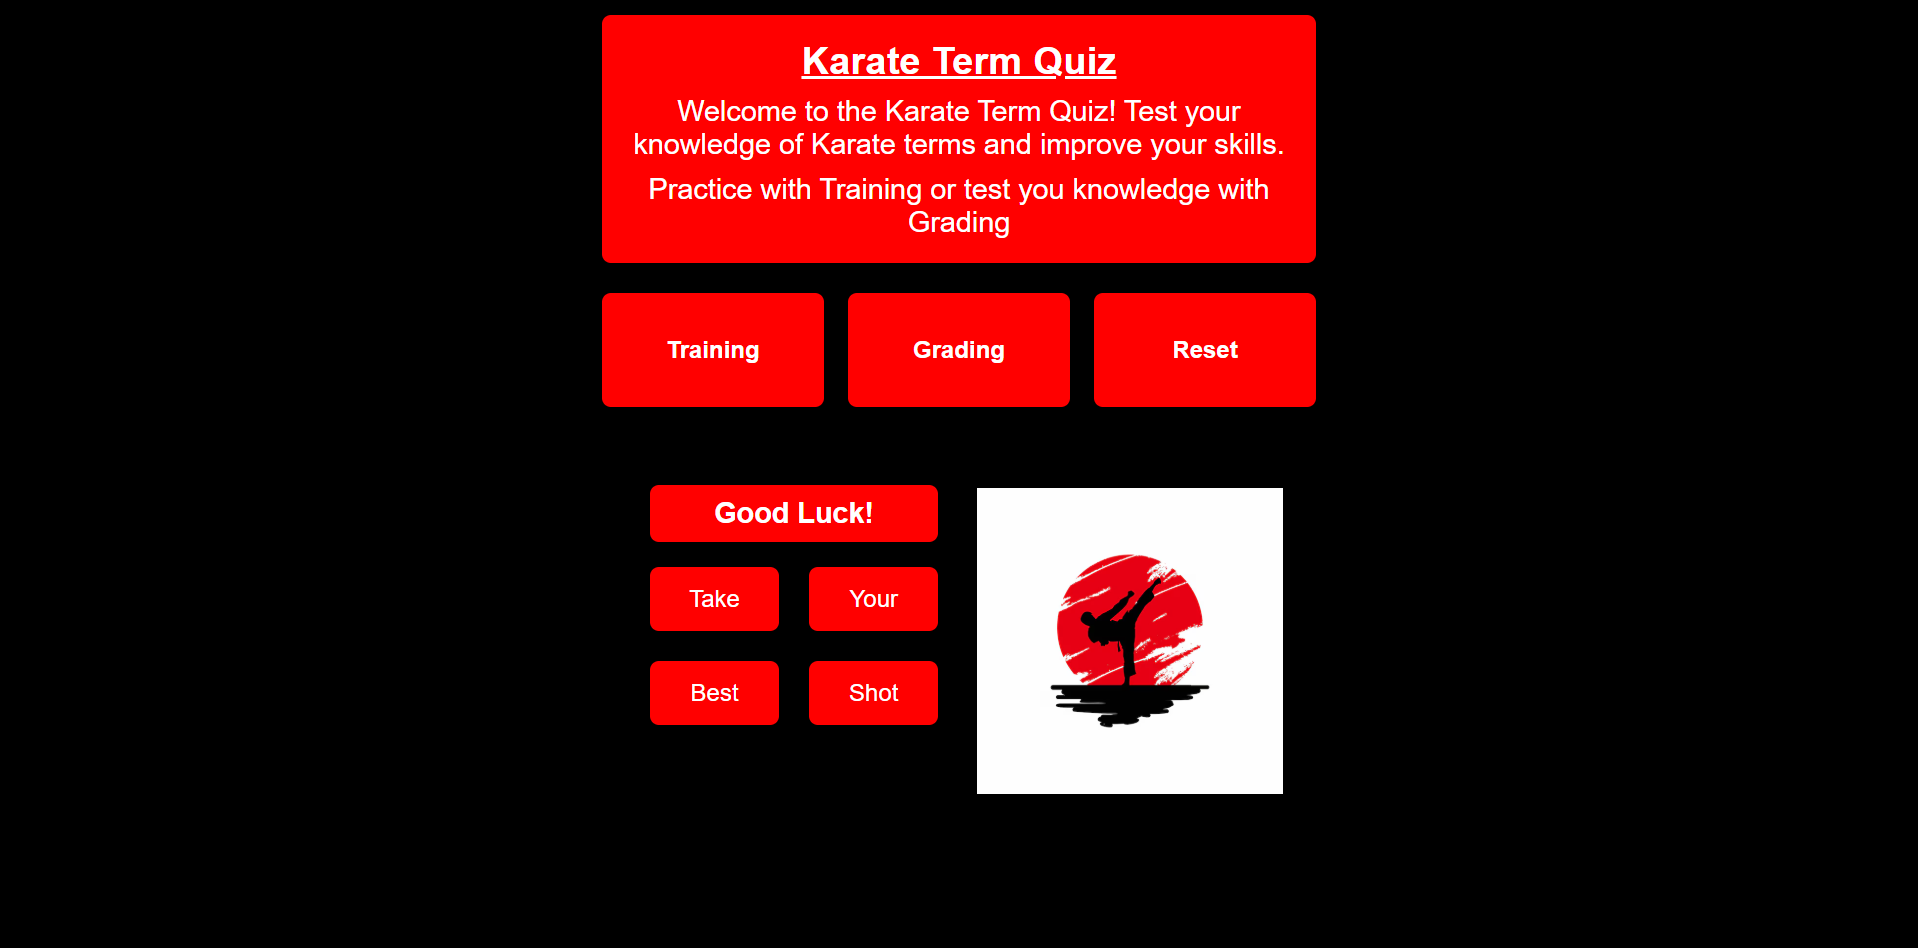 Karate Term Quiz
Welcome to the Karate Term Quiz! Test your
knowledge of Karate terms and improve your skills.
Practice with Training or test you knowledge with
Grading
Training
Grading
Reset
Good Luck!
Take
Your
Best
Shot